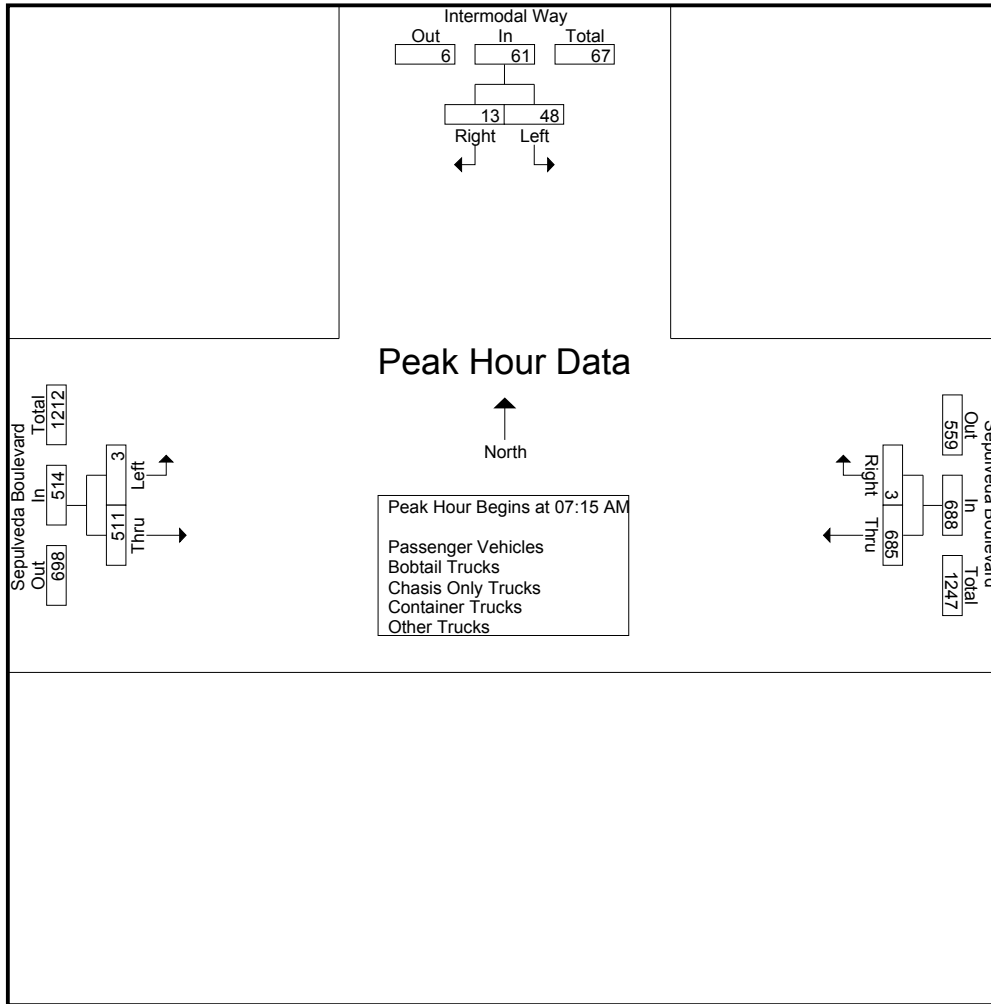 Intermodal Way
Out In Total
6 61 67
13 48
Right Left
Peak Hour Data
North
Peak Hour Begins at 07:15 AM
Passenger Vehicles
Bobtail Trucks
Chasis Only Trucks
Container Trucks
Other Trucks
Sepulveda Boulevard
Out In Total
698 514 1212
511 3
Thru Left
Sepulveda Boulevard
Out In Total
559 688 1247
3 685
Right Thru